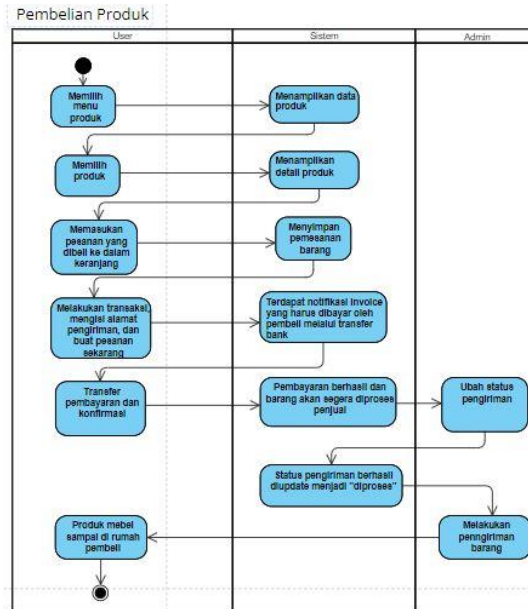 Pembelian Produk
User
Sistem
Admin
Memilih
menu
produk
Menampilkan data
produk
Memilih
produk
Menampilkan
detail produk
Memasukan
pesanan yang
dibeli ke dalam
keranjang
Menyimpan
pemesanan
barang
Melakukan transaksi,
mengisi alamat
pengiriman, dan
buat pesanan
sekarang
Terdapat notifikasi invoice
yang harus dibayar oleh
pembeli melalui transfer
bank
Transfer
pembayaran dan
konfirmasi
Pembayaran berhasil dan
barang akan segera diproses
penjual
Ubah status
pengiriman
Status pengiriman berhasil
diupdate menjadi "diproses"
Produk mebel
sampai di rumah
pembeli
Melakukan
penngiriman
barang